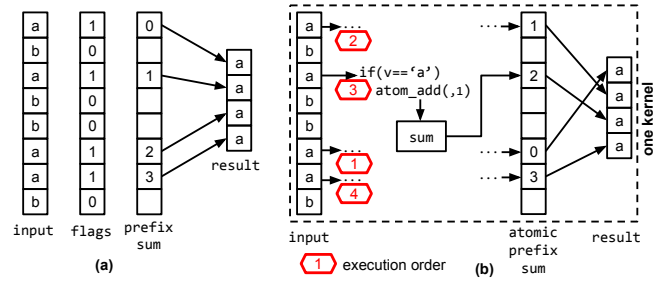 a 1 0
b 0
a 1 1
b 0
b 0
a 1 2
a 1 3
b 0
a
a
a
a
result
input flags prefix
sum
(a)
a ... ... 1
2
b
a if(v=='a') 2
3 atom_add(,1)
b
b sum
a ... ... 0
1
a ... ... 3
4
b
a
a
a
a
one kernel
input atomic result
prefix
sum
1 execution order (b)